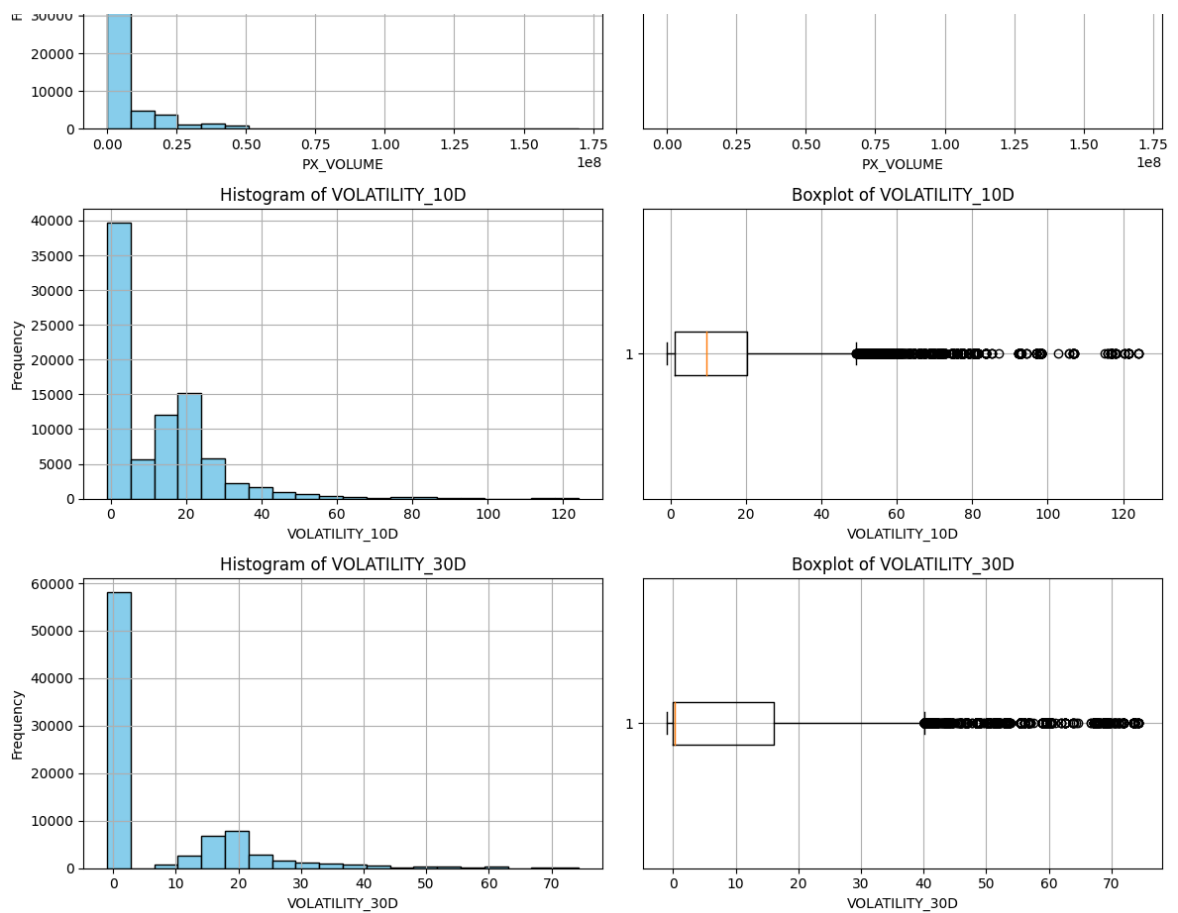 30000
20000
10000
0
0.00 0.25 0.50 0.75 1.00 1.25 1.50 1.75
1e8
PX_VOLUME
0.00 0.25 0.50 0.75 1.00 1.25 1.50 1.75
1e8
PX_VOLUME
Histogram of VOLATILITY_10D
Frequency
40000
35000
30000
25000
20000
15000
10000
5000
0
0 20 40 60 80 100 120
VOLATILITY_10D
Boxplot of VOLATILITY_10D
1
0 20 40 60 80 100 120
VOLATILITY_10D
Histogram of VOLATILITY_30D
Frequency
60000
50000
40000
30000
20000
10000
0
0 10 20 30 40 50 60 70
VOLATILITY_30D
Boxplot of VOLATILITY_30D
1
0 10 20 30 40 50 60 70
VOLATILITY_30D